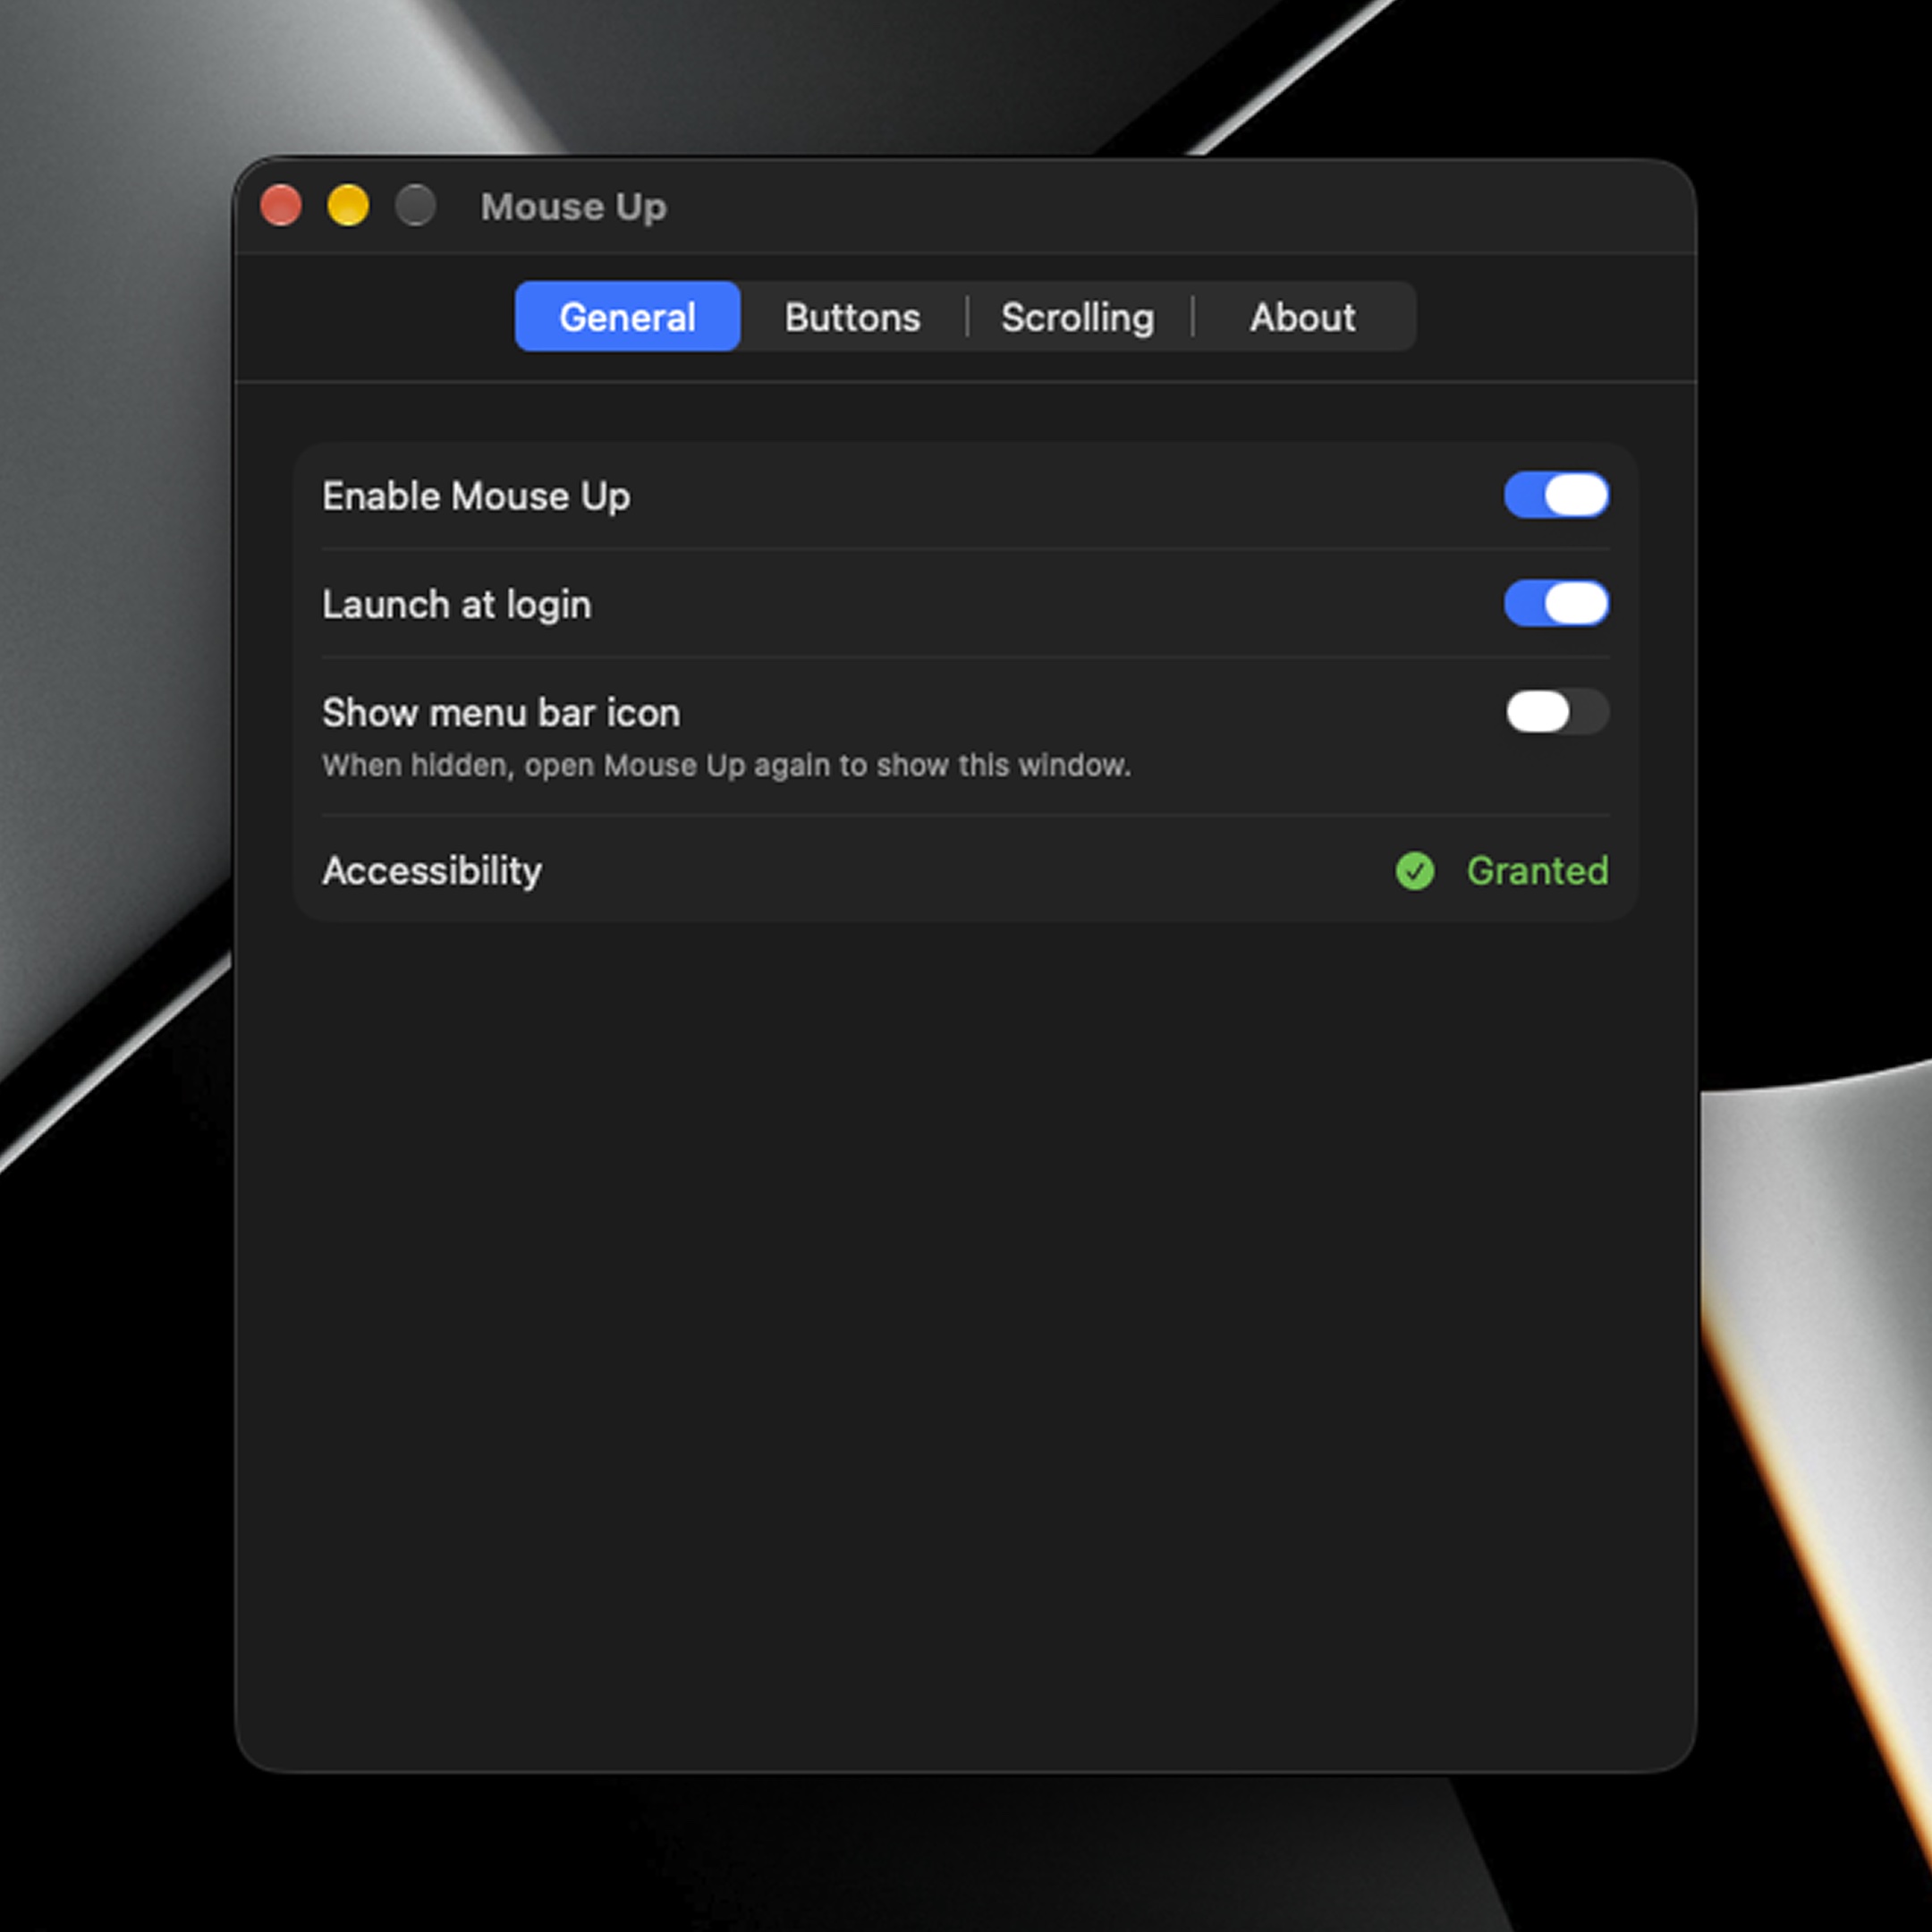 Mouse Up
General Buttons Scrolling About
Enable Mouse Up
Launch at login
Show menu bar icon
When hidden, open Mouse Up again to show this window.
Accessibility Granted